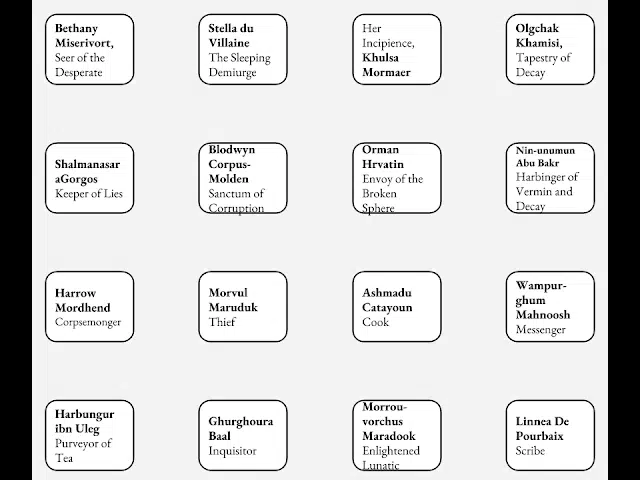 Bethany
Miserivort,
Seer of the
Desperate
Stella du
Villaine
The Sleeping
Demiurge
Her
Incipience,
Khulsa
Mormaer
Olgchak
Khamisi,
Tapestry of
Decay
Shalmanasar
aGorgos
Keeper of Lies
Blodwyn
Corpus-
Molden
Sanctum of
Corruption
Orman
Hrvatin
Envoy of the
Broken
Sphere
Nin-unumun
Abu Bakr
Harbinger of
Vermin and
Decay
Harrow
Mordhend
Corpsemonger
Morvul
Maruduk
Thief
Ashmadu
Catayoun
Cook
Wampur-
ghum
Mahnoosh
Messenger
Harbungur
ibn Uleg
Purveyor of
Tea
Ghurghoura
Baal
Inquisitor
Morrou-
vorchus
Maradook
Enlightened
Lunatic
Linnea De
Pourbaix
Scribe